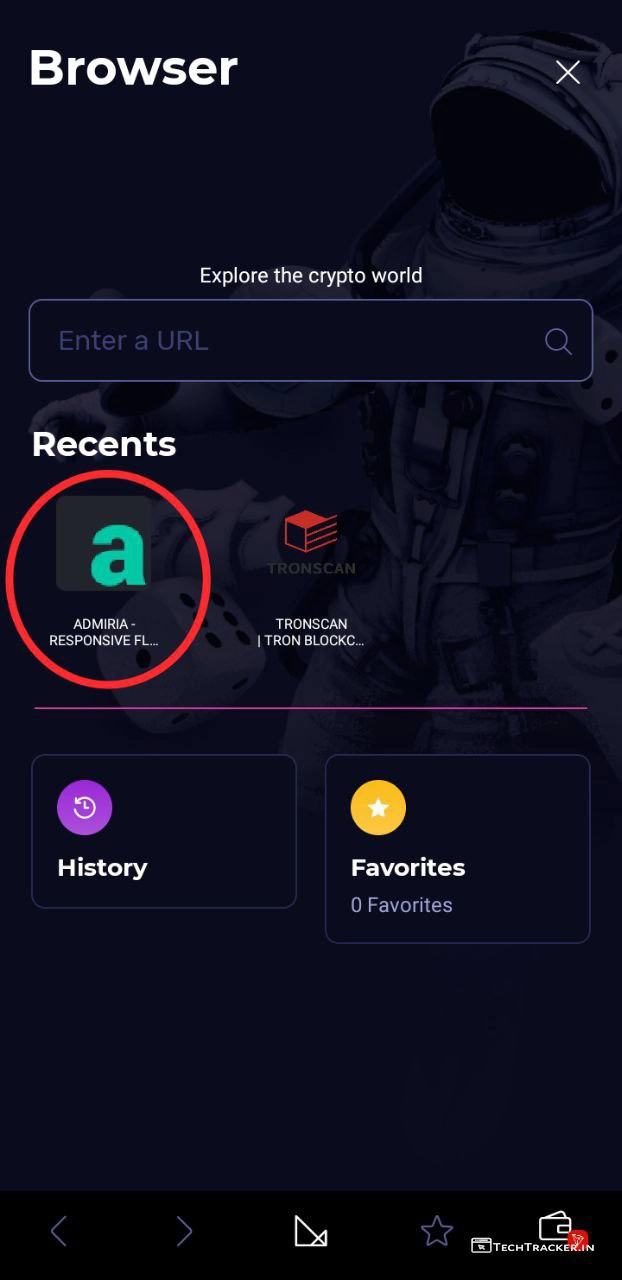 Browser
Explore the crypto world
Enter a URL
Recents
a
TRONSCAN
ADMIRIA -
RESPONSIVE FL...
TRONSCAN
| TRON BLOCKC...
History
Favorites
0 Favorites
TECHTRACKER.IN